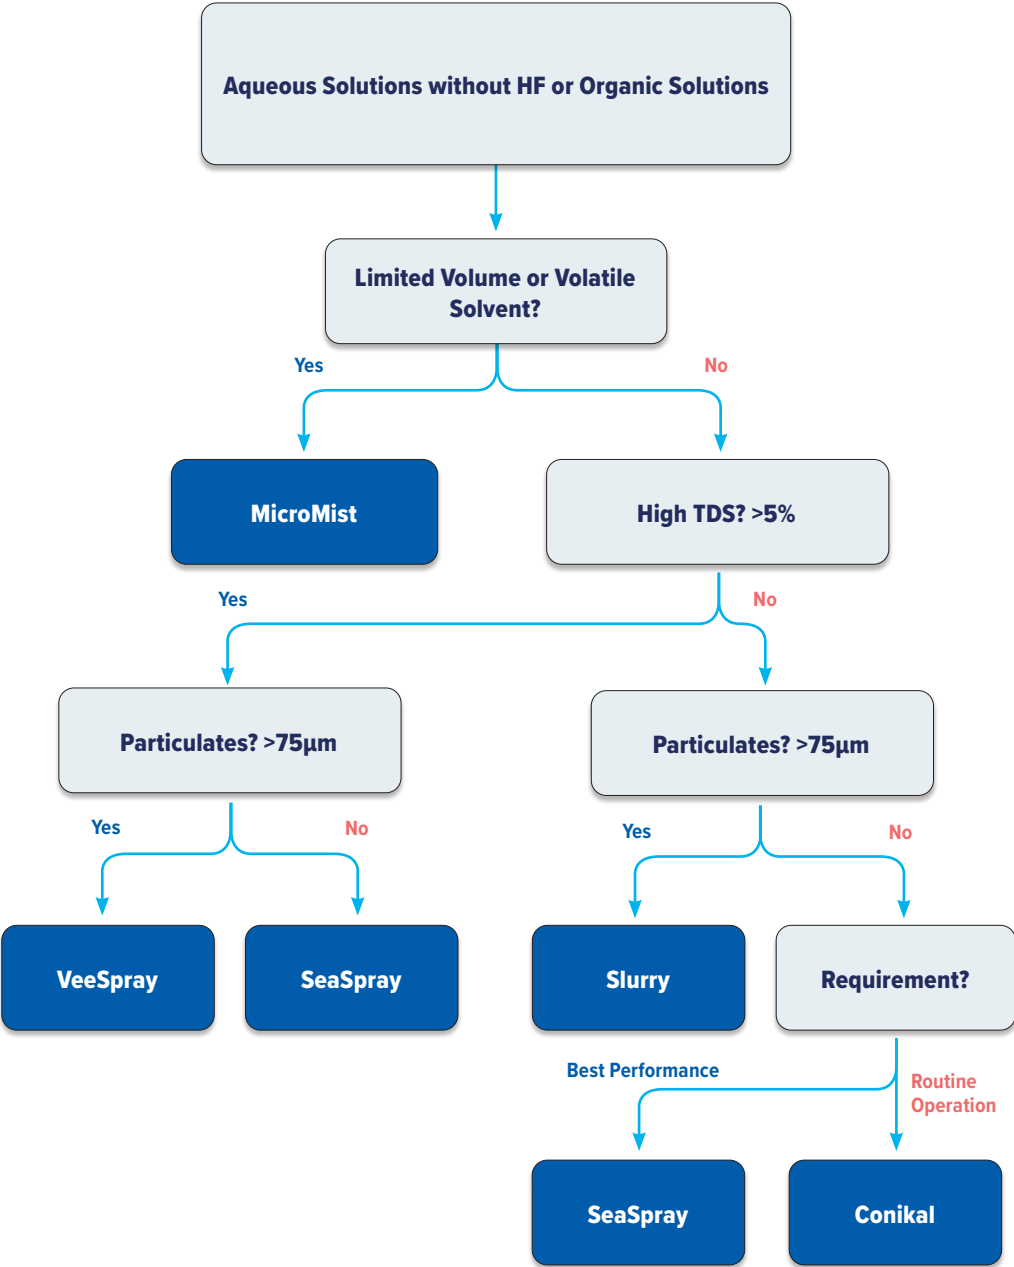 Aqueous Solutions without HF or Organic Solutions
Limited Volume or Volatile
Solvent?
Yes
No
MicroMist
High TDS? >5%
Yes
No
Particulates? >75μm
Particulates? >75μm
Yes
No
Yes
No
VeeSpray
SeaSpray
Slurry
Requirement?
Best Performance
Routine
Operation
SeaSpray
Conikal